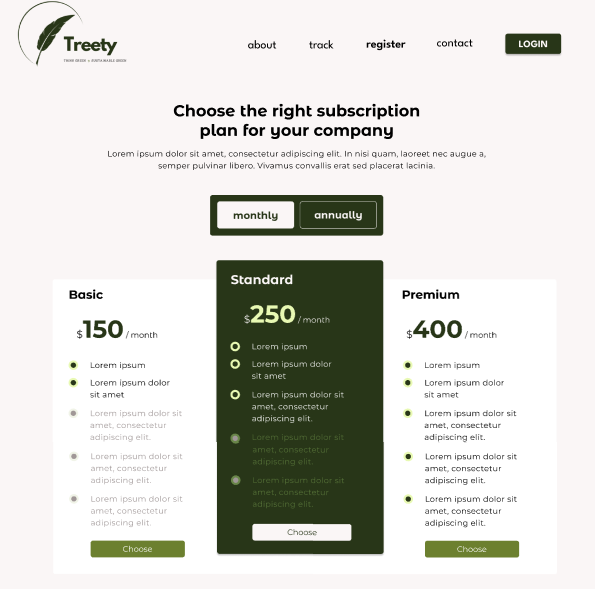 Treety
THINK GREEN • SUSTAINABLE GREEN
about
track
register
contact
LOGIN
Choose the right subscription
plan for your company
Lorem ipsum dolor sit amet, consectetur adipiscing elit. In nisi quam, laoreet nec augue a,
semper pulvinar libero. Vivamus convallis erat sed placerat lacinia.
monthly
annually
Basic
$150 / month
Lorem ipsum
Lorem ipsum dolor
sit amet
Lorem ipsum dolor sit
amet, consectetur
adipiscing elit.
Lorem ipsum dolor sit
amet, consectetur
adipiscing elit.
Lorem ipsum dolor sit
amet, consectetur
adipiscing elit.
Choose
Standard
$250 / month
Lorem ipsum
Lorem ipsum dolor
sit amet
Lorem ipsum dolor sit
amet, consectetur
adipiscing elit.
Lorem ipsum dolor sit
amet, consectetur
adipiscing elit.
Lorem ipsum dolor sit
amet, consectetur
adipiscing elit.
Choose
Premium
$400 / month
Lorem ipsum
Lorem ipsum dolor
sit amet
Lorem ipsum dolor sit
amet, consectetur
adipiscing elit.
Lorem ipsum dolor sit
amet, consectetur
adipiscing elit.
Lorem ipsum dolor sit
amet, consectetur
adipiscing elit.
Choose